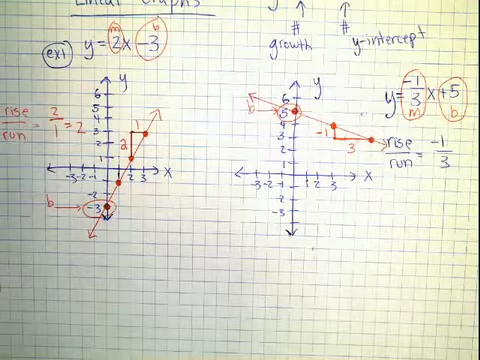 Linear Graphs
y
# #
growth y-intercept
ex1 y = 2x -3
m b
y = -1/3 x +5
m b
rise/run = 2/1 = 2
rise/run = -1/3
y
5
4
3
2
1
-3 -2 -1 1 2 3 x
-2
-3
b
2
1
y
6
5
4
3
2
1
-3 -2 -1 1 2 3 x
-1
-2
-3
b
-1
3